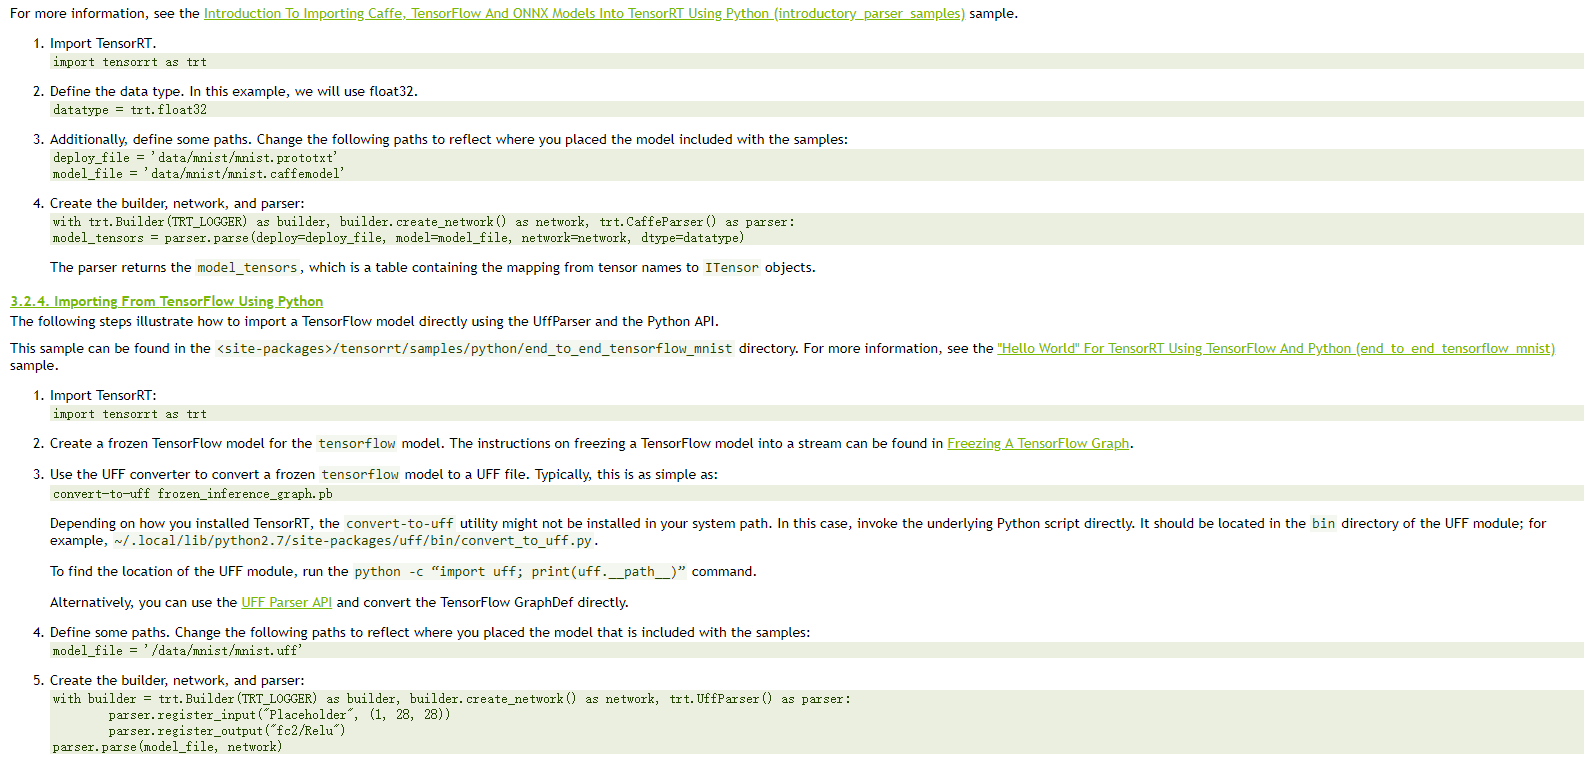 For more information, see the Introduction To Importing Caffe, TensorFlow And ONNX Models Into TensorRT Using Python (introductory_parser_samples) sample.
1. Import TensorRT.
import tensorrt as trt
2. Define the data type. In this example, we will use float32.
datatype = trt.float32
3. Additionally, define some paths. Change the following paths to reflect where you placed the model included with the samples:
deploy_file = 'data/mnist/mnist.prototxt'
model_file = 'data/mnist/mnist.caffemodel'
4. Create the builder, network, and parser:
with trt.Builder(TRT_LOGGER) as builder, builder.create_network() as network, trt.CaffeParser() as parser:
model_tensors = parser.parse(deploy=deploy_file, model=model_file, network=network, dtype=datatype)
The parser returns the model_tensors, which is a table containing the mapping from tensor names to ITensor objects.
3.2.4. Importing From TensorFlow Using Python
The following steps illustrate how to import a TensorFlow model directly using the UffParser and the Python API.
This sample can be found in the <site-packages>/tensorrt/samples/python/end_to_end_tensorflow_mnist directory. For more information, see the "Hello World" For TensorRT Using TensorFlow And Python (end_to_end_tensorflow_mnist)
sample.
1. Import TensorRT:
import tensorrt as trt
2. Create a frozen TensorFlow model for the tensorflow model. The instructions on freezing a TensorFlow model into a stream can be found in Freezing A TensorFlow Graph.
3. Use the UFF converter to convert a frozen tensorflow model to a UFF file. Typically, this is as simple as:
convert-to-uff frozen_inference_graph.pb
Depending on how you installed TensorRT, the convert-to-uff utility might not be installed in your system path. In this case, invoke the underlying Python script directly. It should be located in the bin directory of the UFF module; for
example, ~/.local/lib/python2.7/site-packages/uff/bin/convert_to_uff.py.
To find the location of the UFF module, run the python -c “import uff; print(uff.__path__)” command.
Alternatively, you can use the UFF Parser API and convert the TensorFlow GraphDef directly.
4. Define some paths. Change the following paths to reflect where you placed the model that is included with the samples:
model_file = '/data/mnist/mnist.uff'
5. Create the builder, network, and parser:
with builder = trt.Builder(TRT_LOGGER) as builder, builder.create_network() as network, trt.UffParser() as parser:
parser.register_input("Placeholder", (1, 28, 28))
parser.register_output("fc2/Relu")
parser.parse(model_file, network)